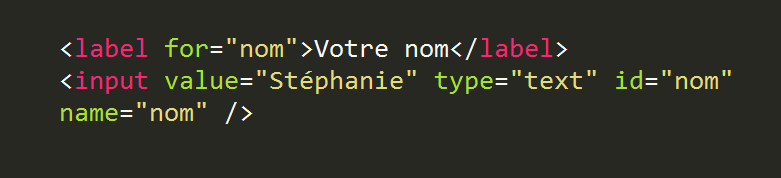 <label for="nom">Votre nom</label>
<input value="Stéphanie" type="text" id="nom"
name="nom" />